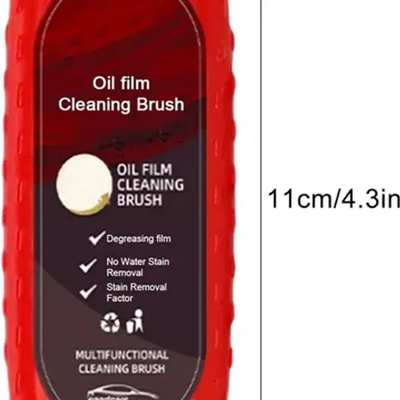 Oil film
Cleaning Brush
OIL FILM
CLEANING
BRUSH
11cm/4.3in
Degreasing film
No Water Stain
Removal
Stain Removal
Factor
MULTIFUNCTIONAL
CLEANING BRUSH